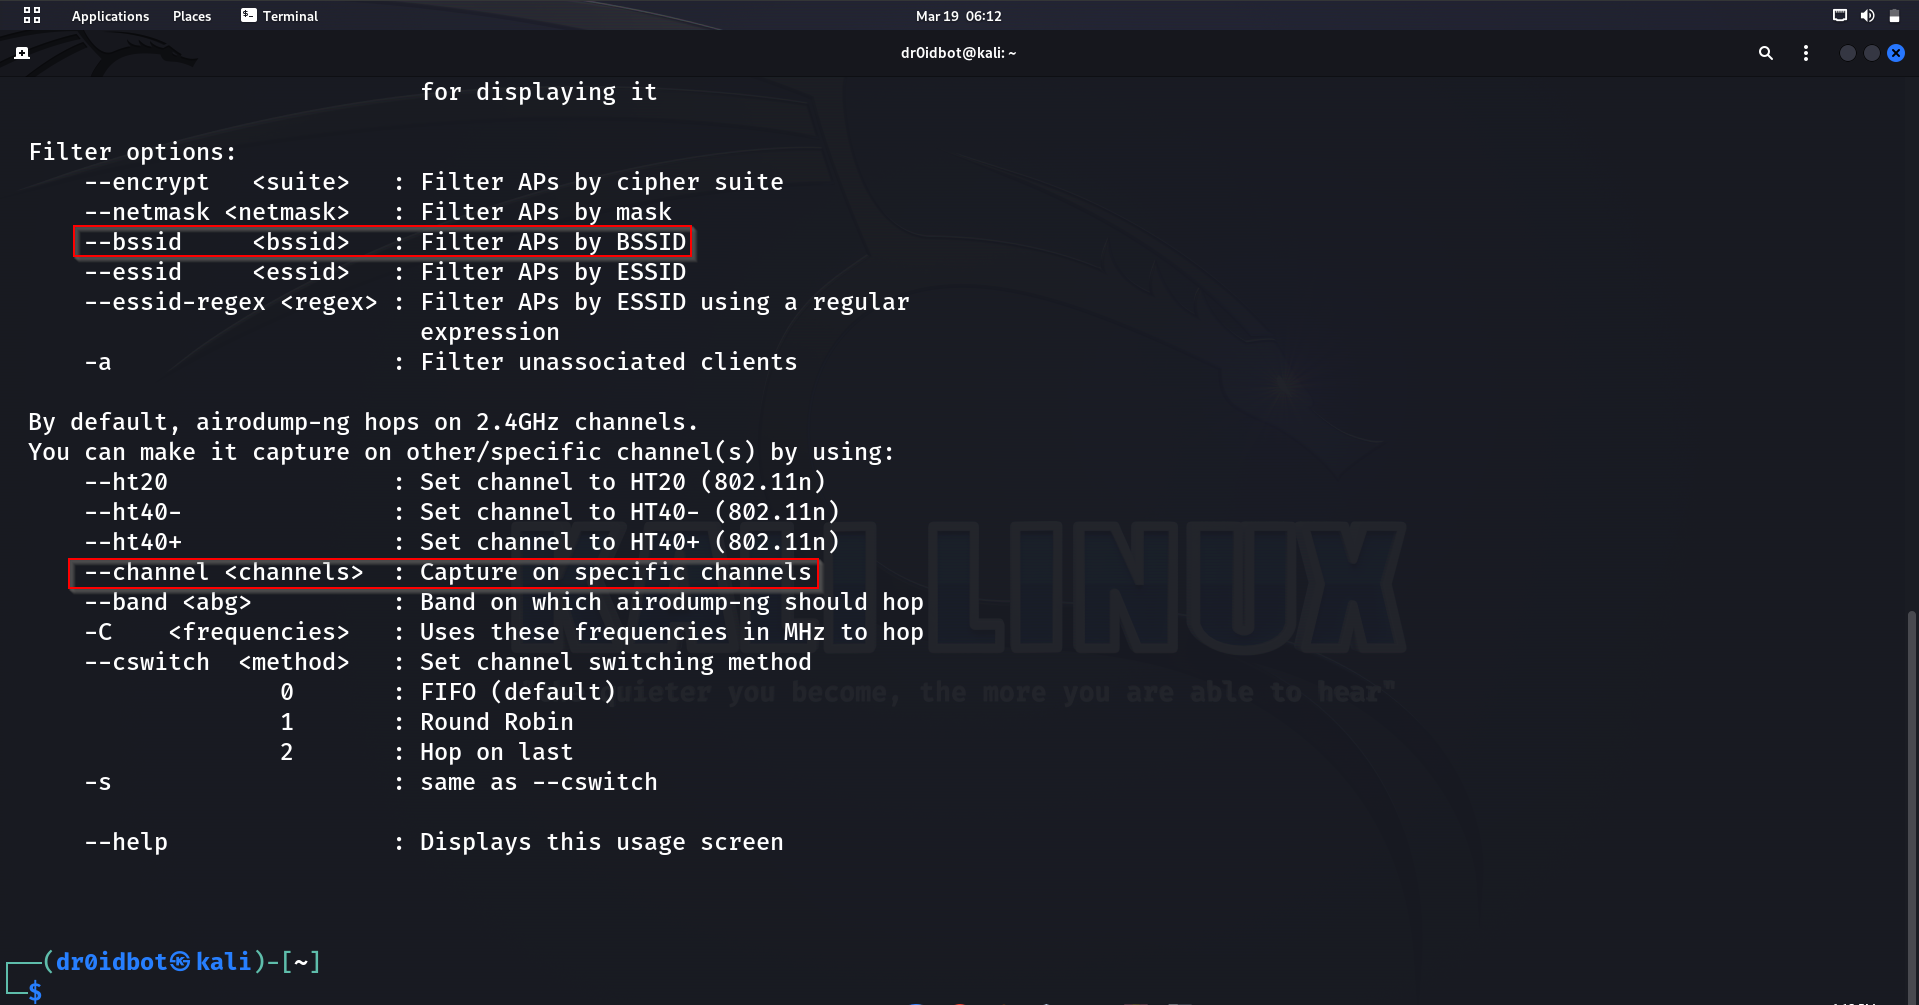 Applications Places Terminal Mar 19 06:12
dr0idbot@kali: ~
for displaying it
Filter options:
--encrypt <suite> : Filter APs by cipher suite
--netmask <netmask> : Filter APs by mask
--bssid <bssid> : Filter APs by BSSID
--essid <essid> : Filter APs by ESSID
--essid-regex <regex> : Filter APs by ESSID using a regular
expression
-a : Filter unassociated clients
By default, airodump-ng hops on 2.4GHz channels.
You can make it capture on other/specific channel(s) by using:
--ht20 : Set channel to HT20 (802.11n)
--ht40- : Set channel to HT40- (802.11n)
--ht40+ : Set channel to HT40+ (802.11n)
--channel <channels> : Capture on specific channels
--band <abg> : Band on which airodump-ng should hop
-C <frequencies> : Uses these frequencies in MHz to hop
--cswitch <method> : Set channel switching method
0 : FIFO (default)
1 : Round Robin
2 : Hop on last
-s : same as --cswitch
--help : Displays this usage screen
KALI LINUX
you become, the more you are able to hear"
(dr0idbot㉿kali)-[~]
$